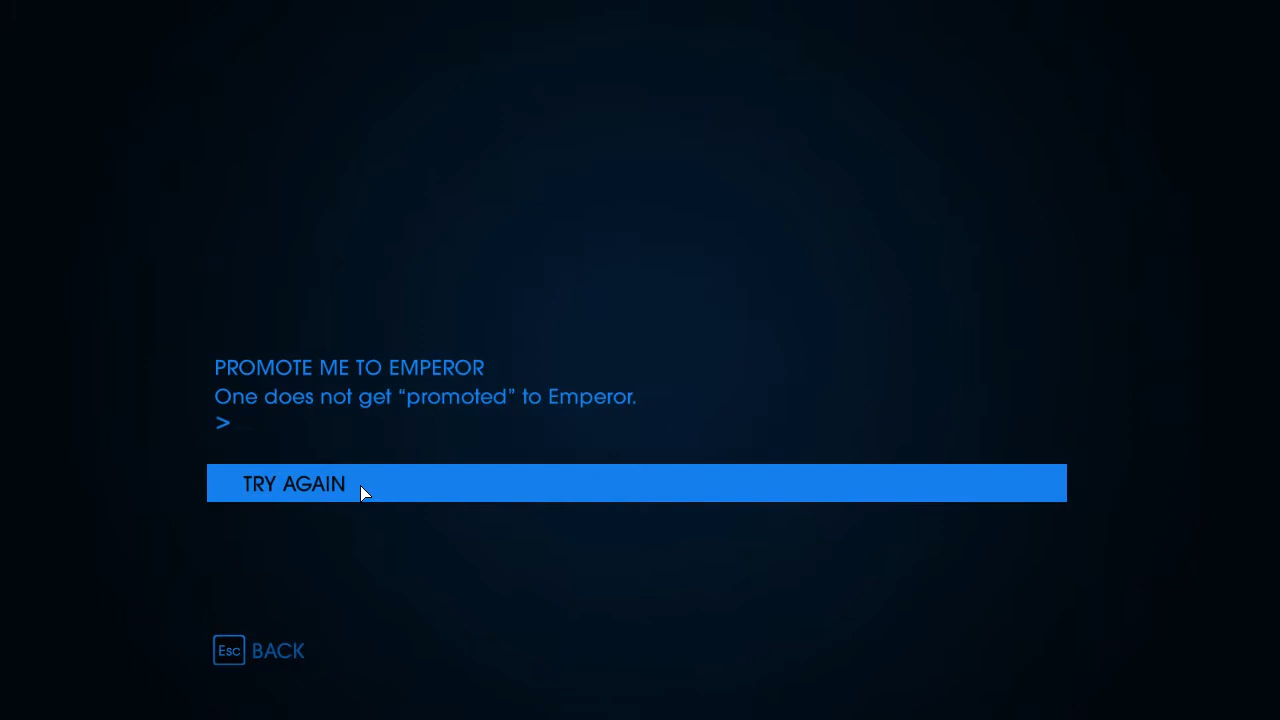 PROMOTE ME TO EMPEROR
One does not get “promoted” to Emperor.
>
TRY AGAIN
Esc BACK